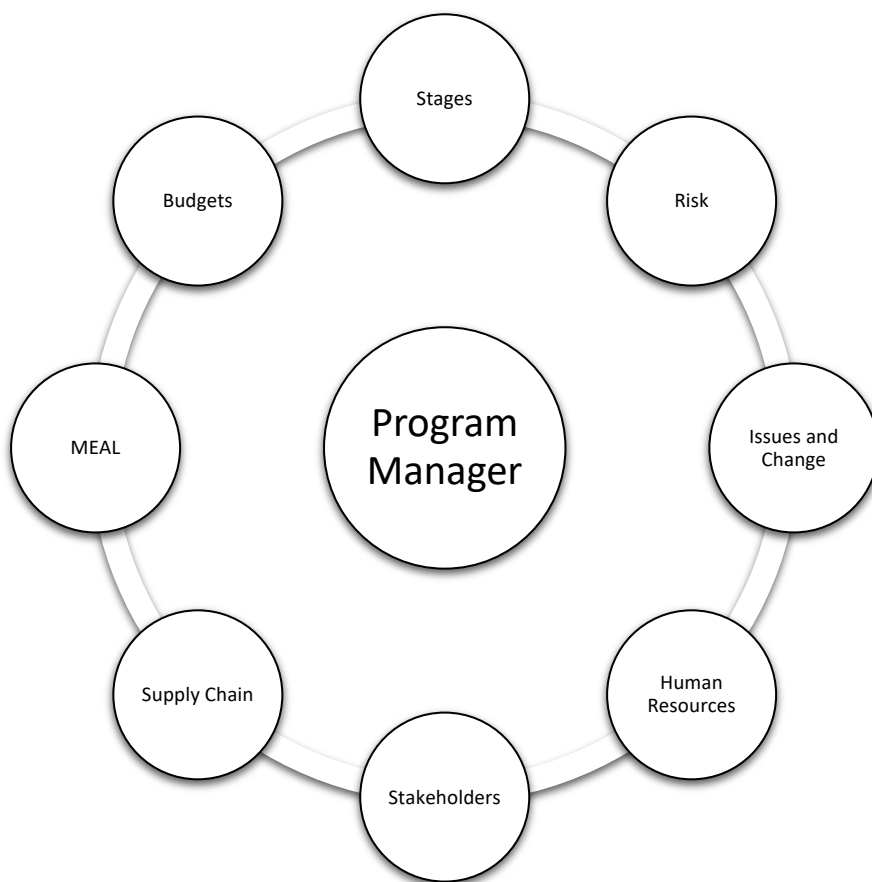 Stages
Budgets
Risk
Program
Manager
MEAL
Issues and
Change
Supply Chain
Human
Resources
Stakeholders